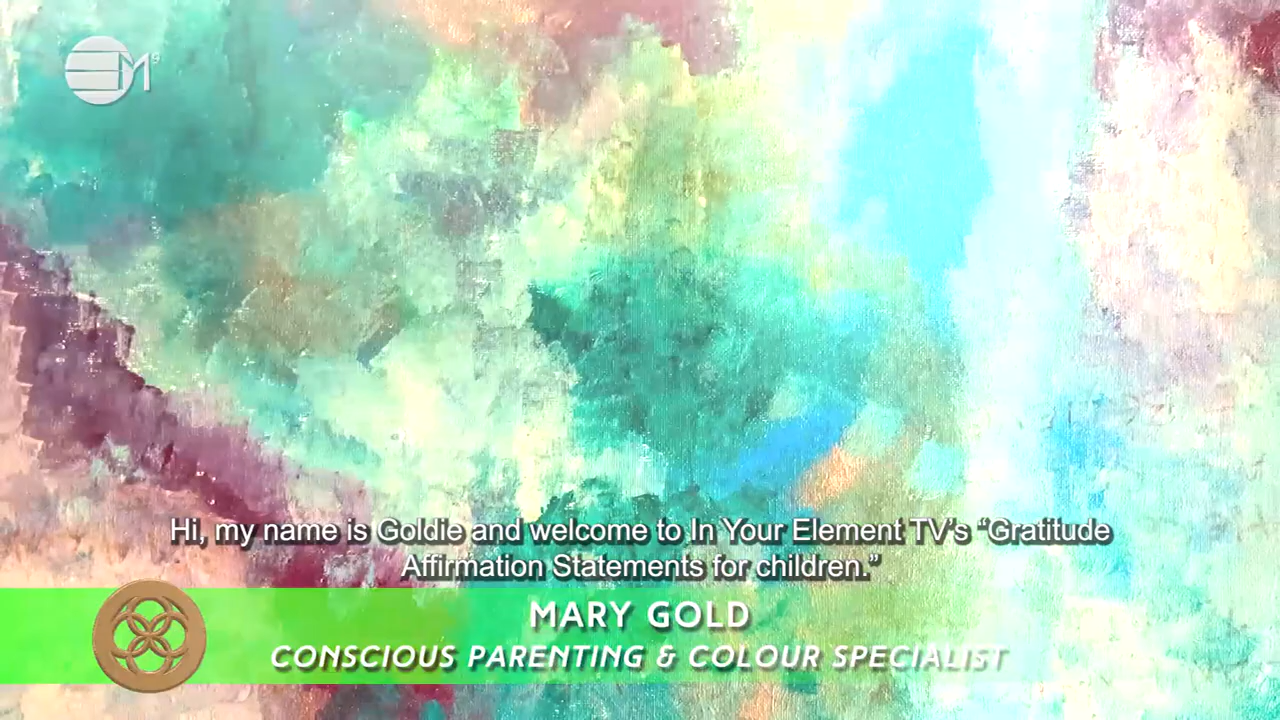 Hi, my name is Goldie and welcome to In Your Element TV's “Gratitude
Affirmation Statements for children.”
MARY GOLD
CONSCIOUS PARENTING & COLOUR SPECIALIST